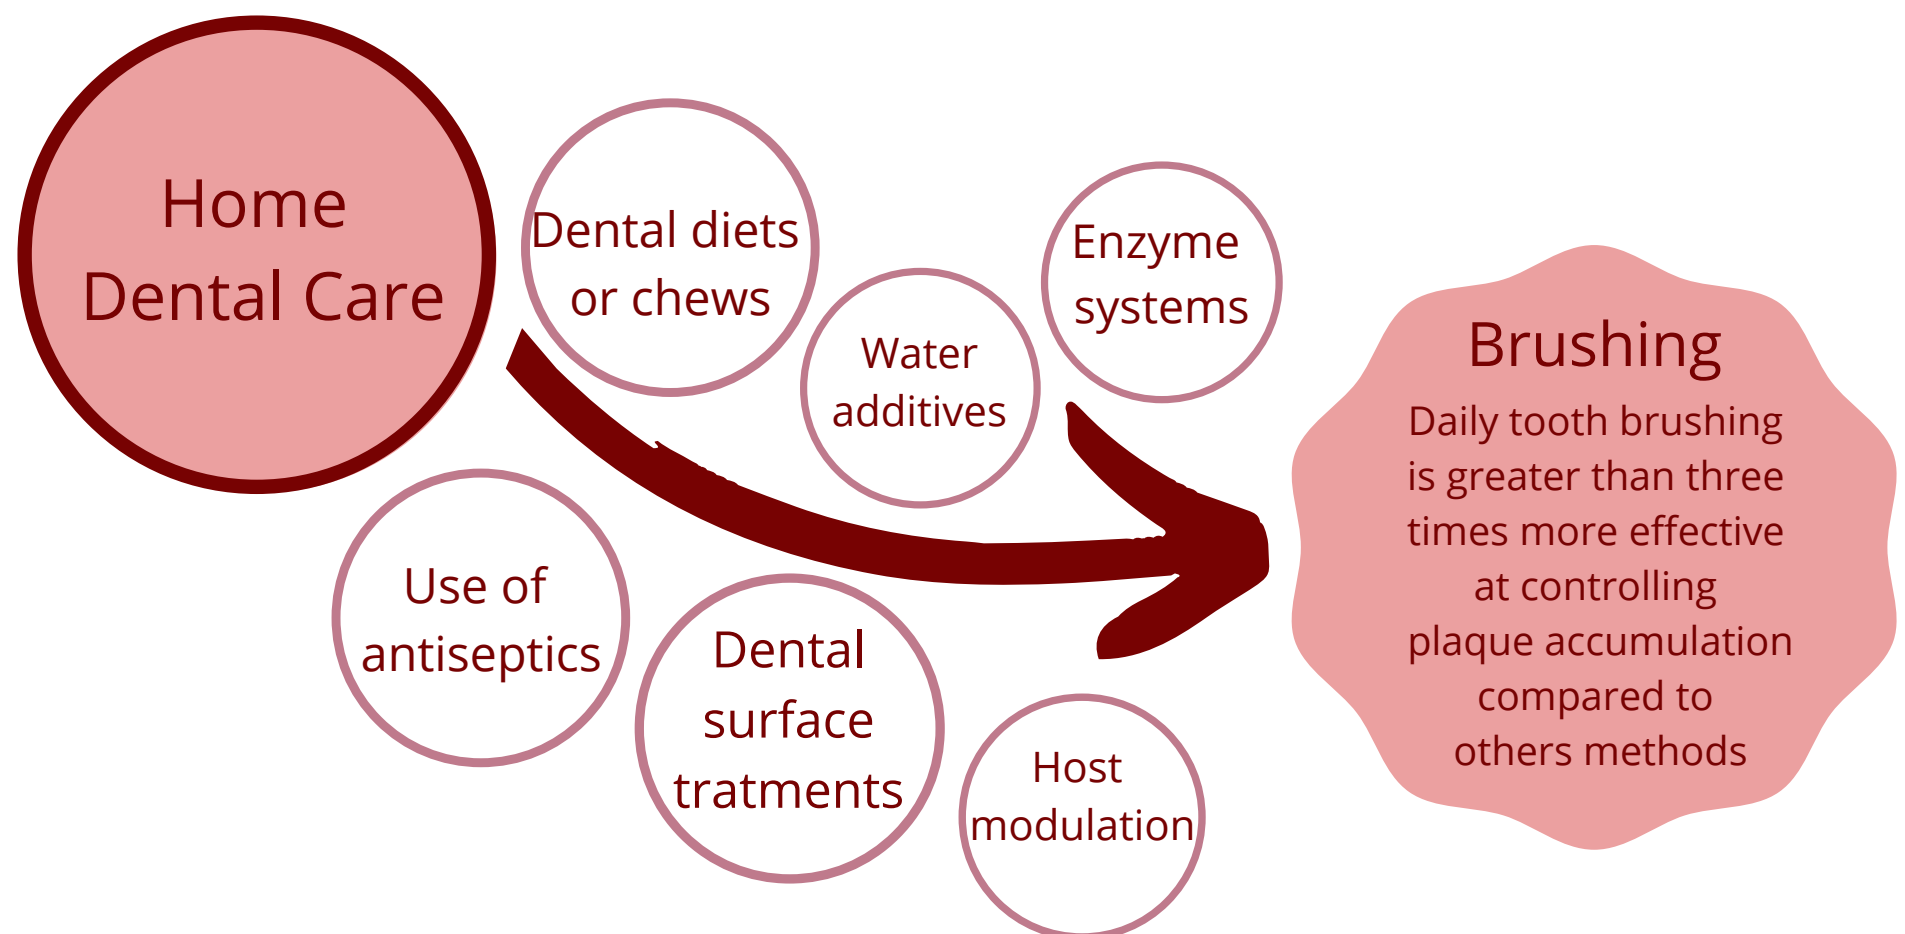 Home
Dental Care
Dental diets
or chews
Water
additives
Enzyme
systems
Use of
antiseptics
Dental
surface
tratments
Host
modulation
Brushing
Daily tooth brushing
is greater than three
times more effective
at controlling
plaque accumulation
compared to
others methods